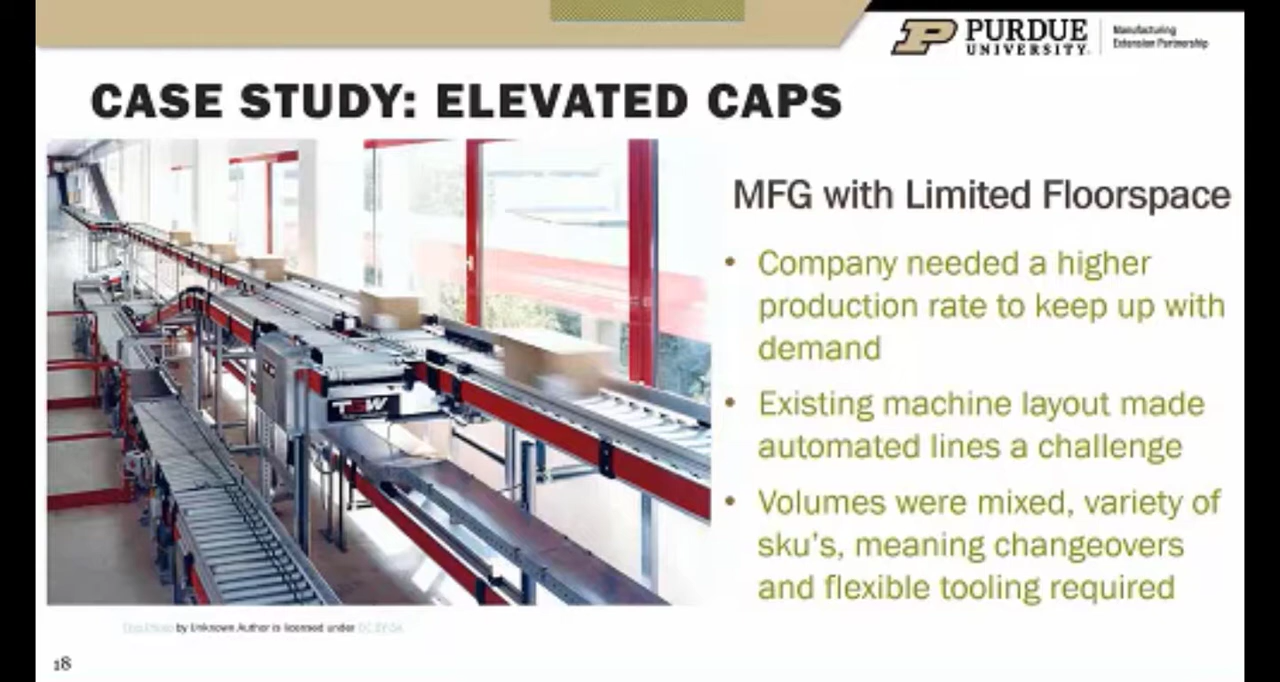 PURDUE
UNIVERSITY
Manufacturing
Extension Partnership
CASE STUDY: ELEVATED CAPS
MFG with Limited Floorspace
• Company needed a higher
production rate to keep up with
demand
• Existing machine layout made
automated lines a challenge
• Volumes were mixed, variety of
sku's, meaning changeovers
and flexible tooling required
by Unknown Author is licensed under
18